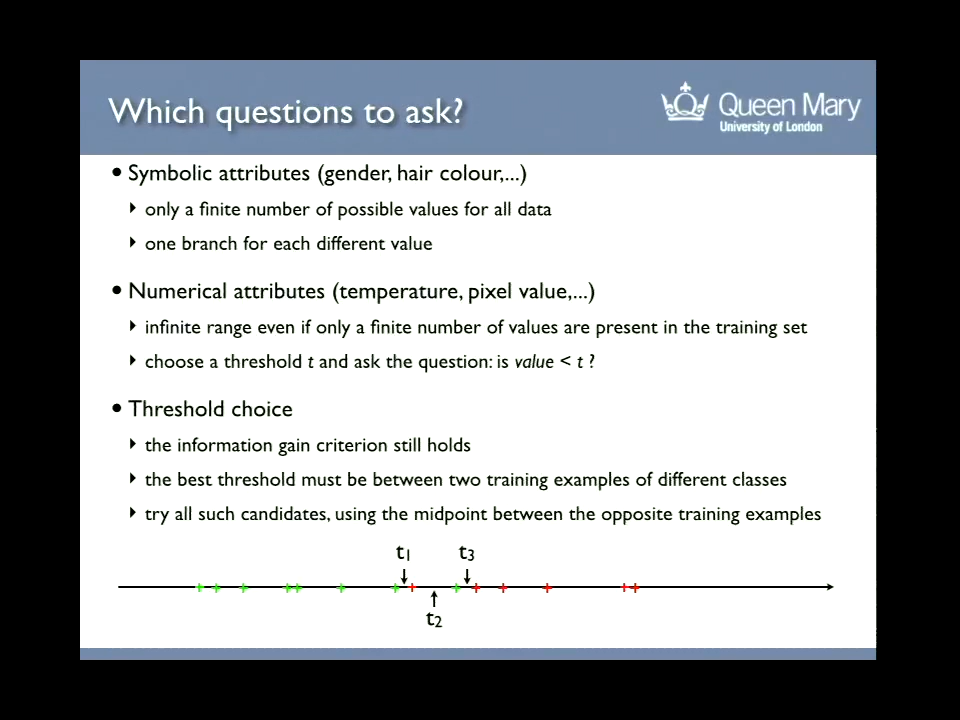 Which questions to ask?
Queen Mary
University of London
• Symbolic attributes (gender, hair colour,...)
‣ only a finite number of possible values for all data
‣ one branch for each different value
• Numerical attributes (temperature, pixel value,...)
‣ infinite range even if only a finite number of values are present in the training set
‣ choose a threshold t and ask the question: is value < t ?
• Threshold choice
‣ the information gain criterion still holds
‣ the best threshold must be between two training examples of different classes
‣ try all such candidates, using the midpoint between the opposite training examples
t1 t3
t2